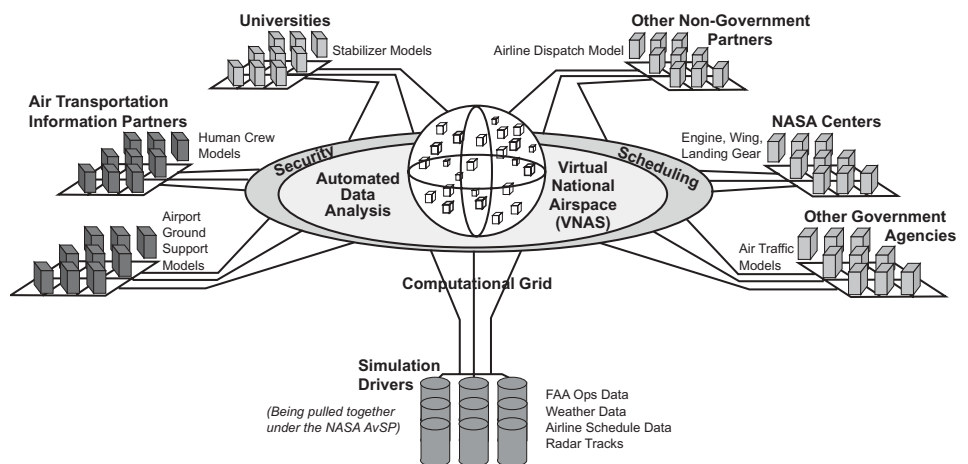 Universities
Stabilizer Models
Airline Dispatch Model
Other Non-Government
Partners
Air Transportation
Information Partners
Human Crew
Models
Security
Scheduling
Automated
Data
Analysis
Virtual
National
Airspace
(VNAS)
Engine, Wing,
Landing Gear
NASA Centers
Airport
Ground
Support
Models
Air Traffic
Models
Other Government
Agencies
Computational Grid
Simulation
Drivers
(Being pulled together
under the NASA AvSP)
FAA Ops Data
Weather Data
Airline Schedule Data
Radar Tracks